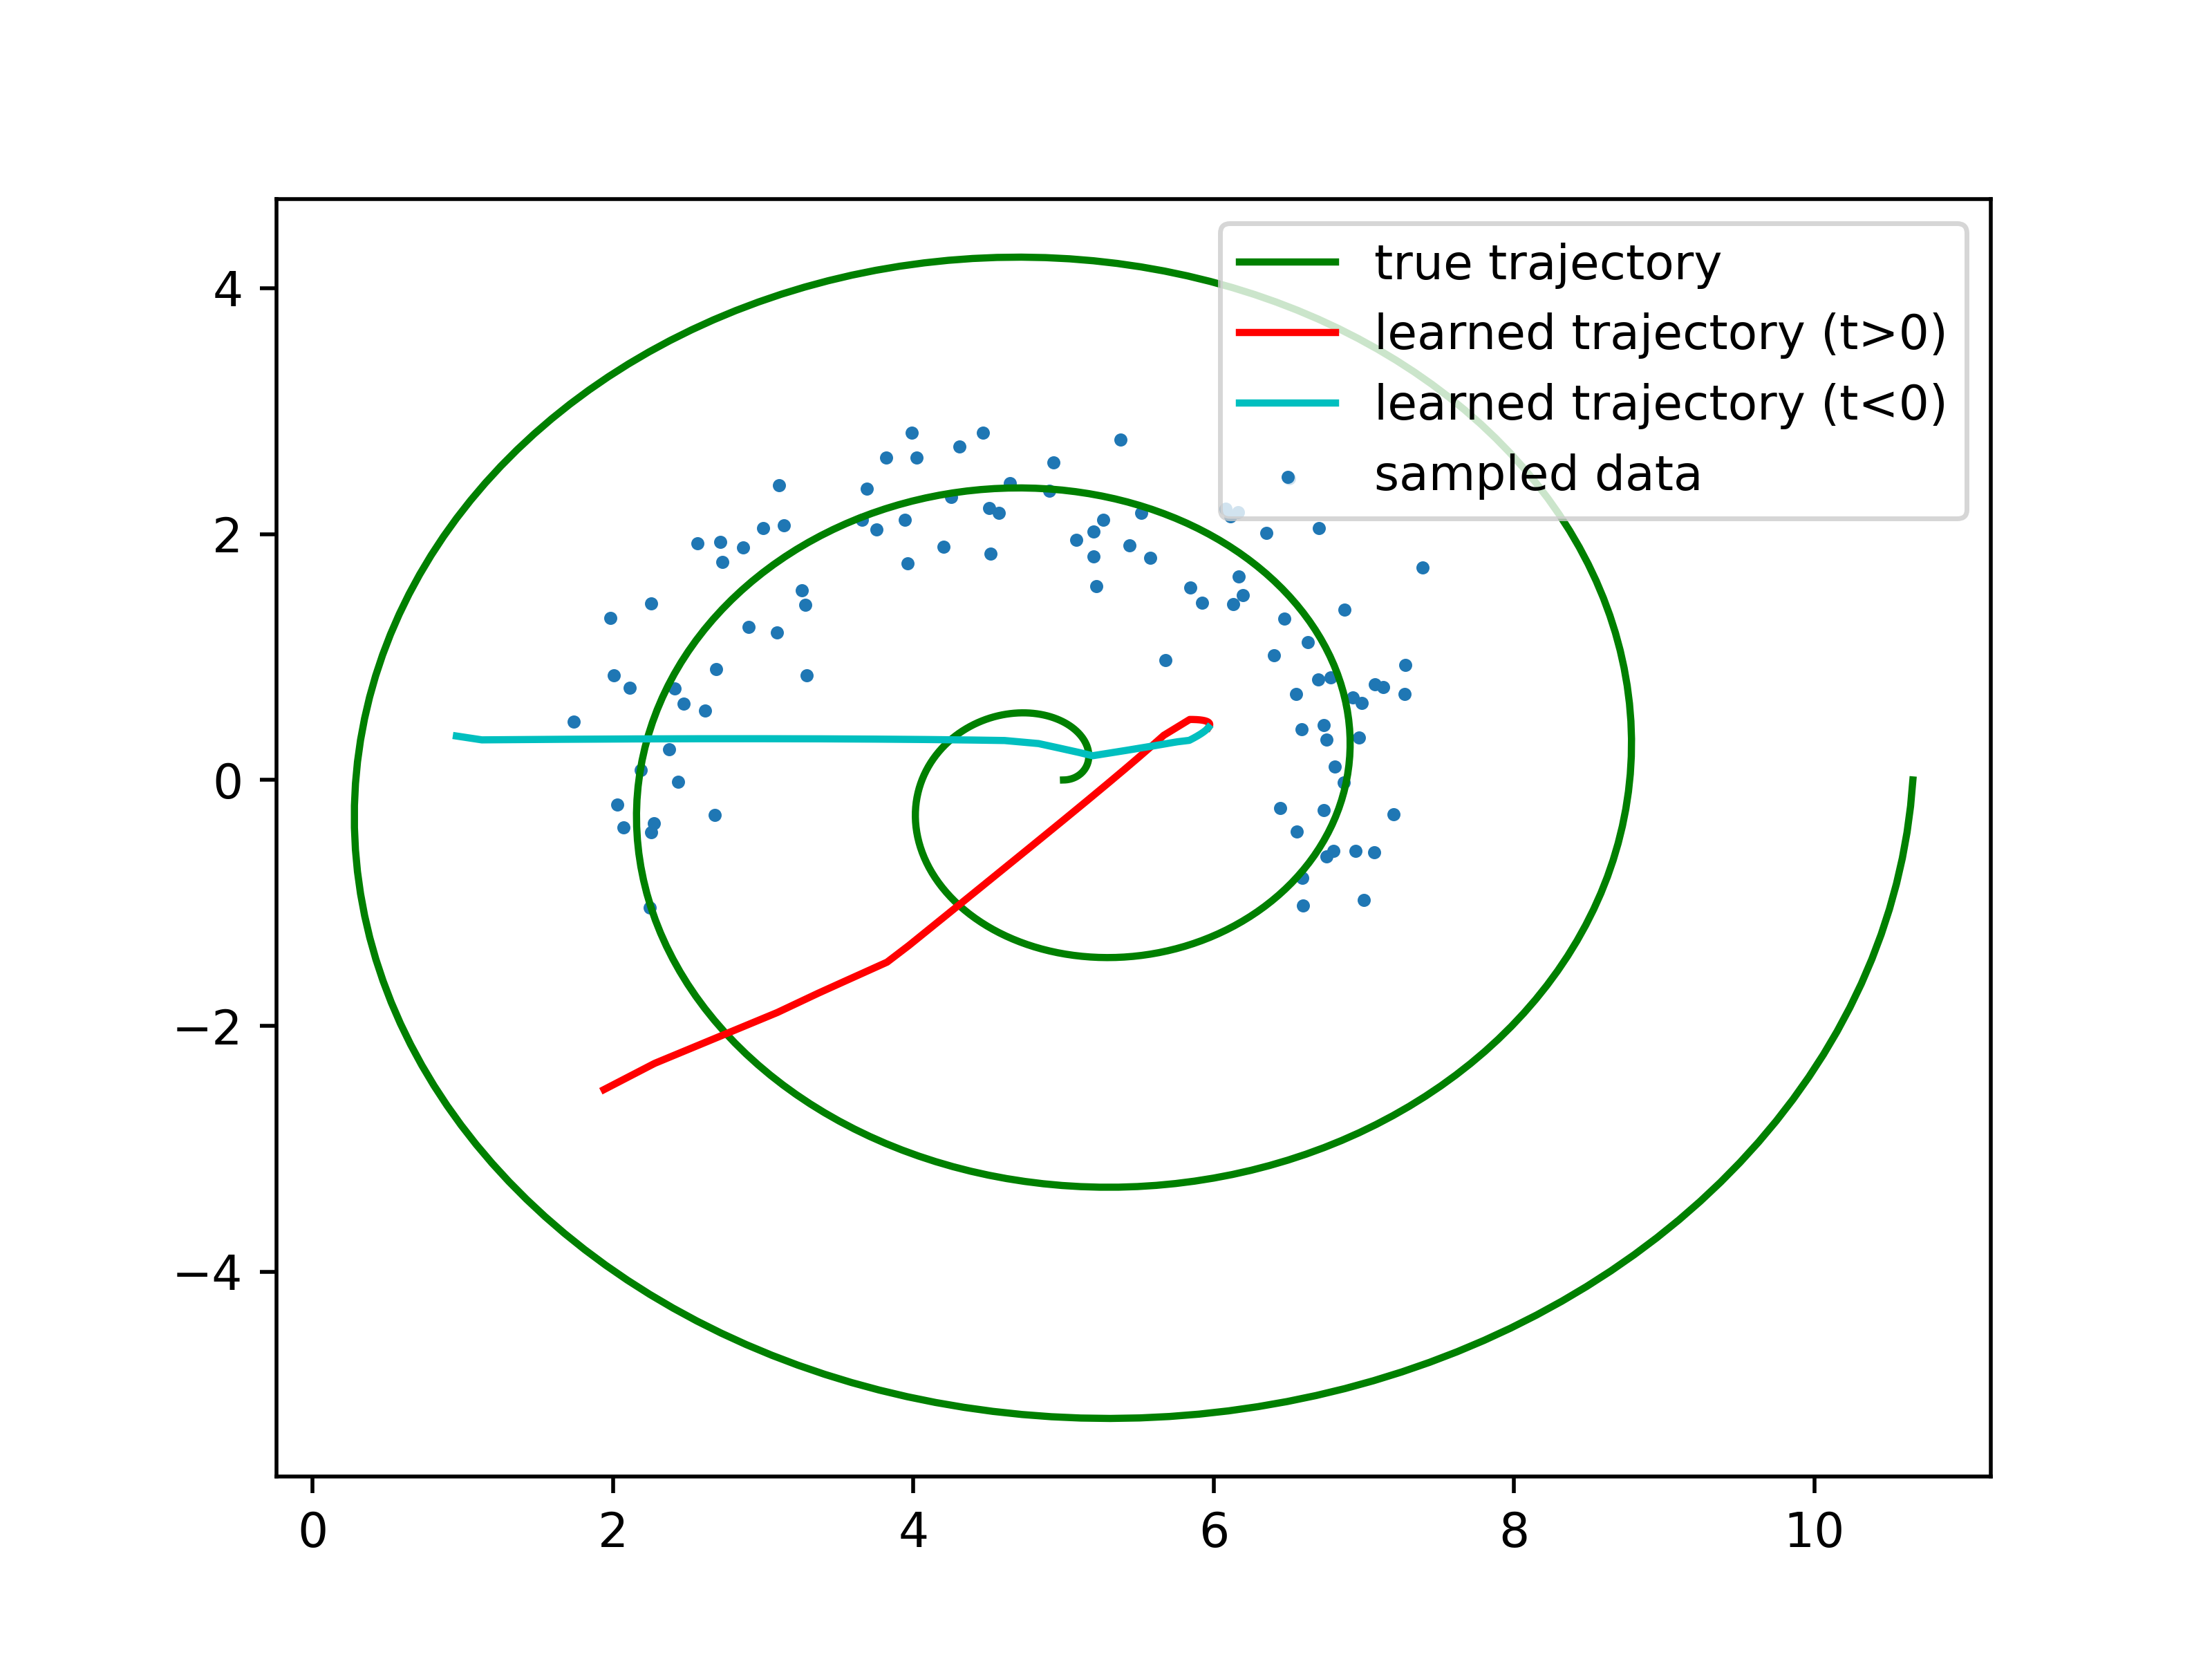 true trajectory
learned trajectory (t>0)
learned trajectory (t<0)
sampled data
4
2
0
−2
−4
0 2 4 6 8 10